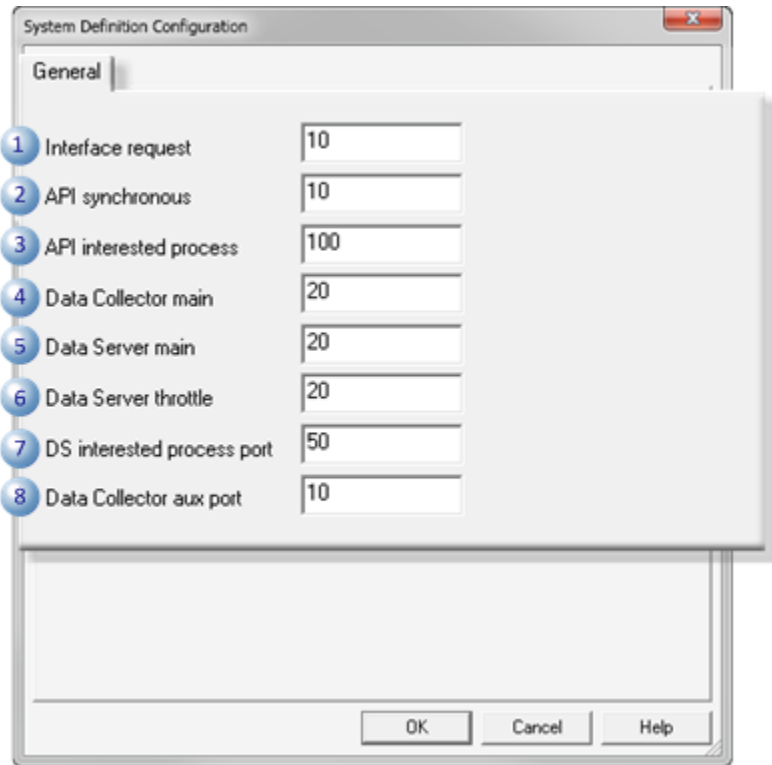 System Definition Configuration
General
1 Interface request 10
2 API synchronous 10
3 API interested process 100
4 Data Collector main 20
5 Data Server main 20
6 Data Server throttle 20
7 DS interested process port 50
8 Data Collector aux port 10
OK Cancel Help